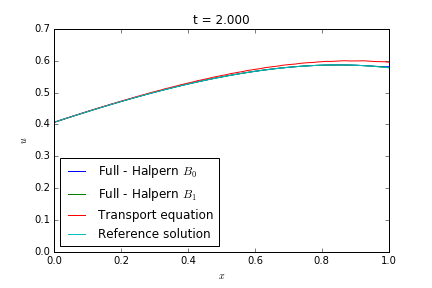 t = 2.000
0.7
0.6
0.5
0.4
0.3
0.2
0.1
0.0
u
Full - Halpern B₀
Full - Halpern B₁
Transport equation
Reference solution
0.0 0.2 0.4 0.6 0.8 1.0
x